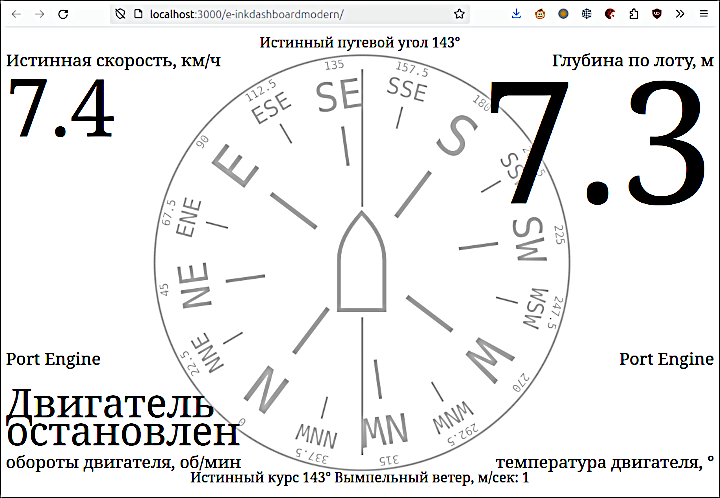 localhost:3000/e-inkdashboardmodern/
Истинный путевой угол 143°
Истинная скорость, км/ч
Глубина по лоту, м
7.4
7.3
135
157.5
112.5
SE
SSE
ESE
180
90
E
S
SSW
67.5
ENE
SW
225
45
NE
WSW
247.5
22.5
NNE
W
270
Port Engine
Port Engine
N
0
NNW
337.5
NW
315
WNW
292.5
Двигатель
остановлен
обороты двигателя, об/мин
температура двигателя, °
Истинный курс 143° Вымпельный ветер, м/сек: 1